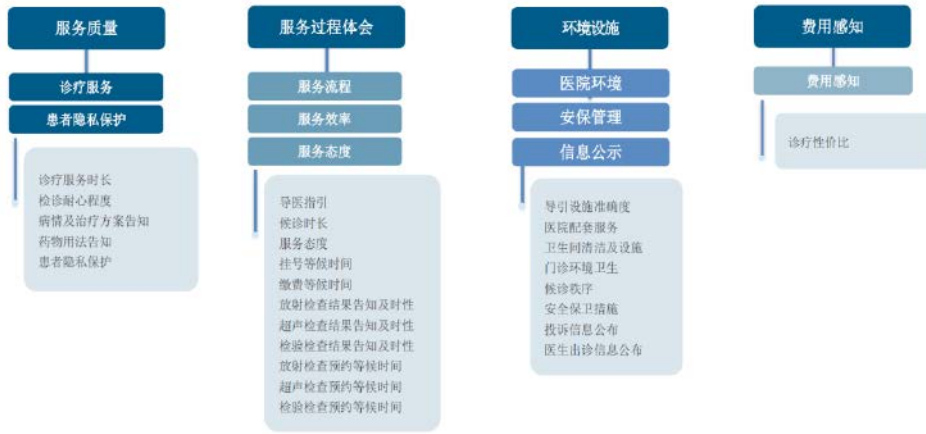 服务质量
诊疗服务
患者隐私保护
诊疗服务时长
检诊耐心程度
病情及治疗方案告知
药物用法告知
患者隐私保护
服务过程体会
服务流程
服务效率
服务态度
导医指引
候诊时长
服务态度
挂号等候时间
缴费等候时间
放射检查结果告知及时性
超声检查结果告知及时性
检验检查结果告知及时性
放射检查预约等候时间
超声检查预约等候时间
检验检查预约等候时间
环境设施
医院环境
安保管理
信息公示
导引设施准确度
医院配套服务
卫生间清洁及设施
门诊环境卫生
候诊秩序
安全保卫措施
投诉信息公布
医生出诊信息公布
费用感知
费用感知
诊疗性价比